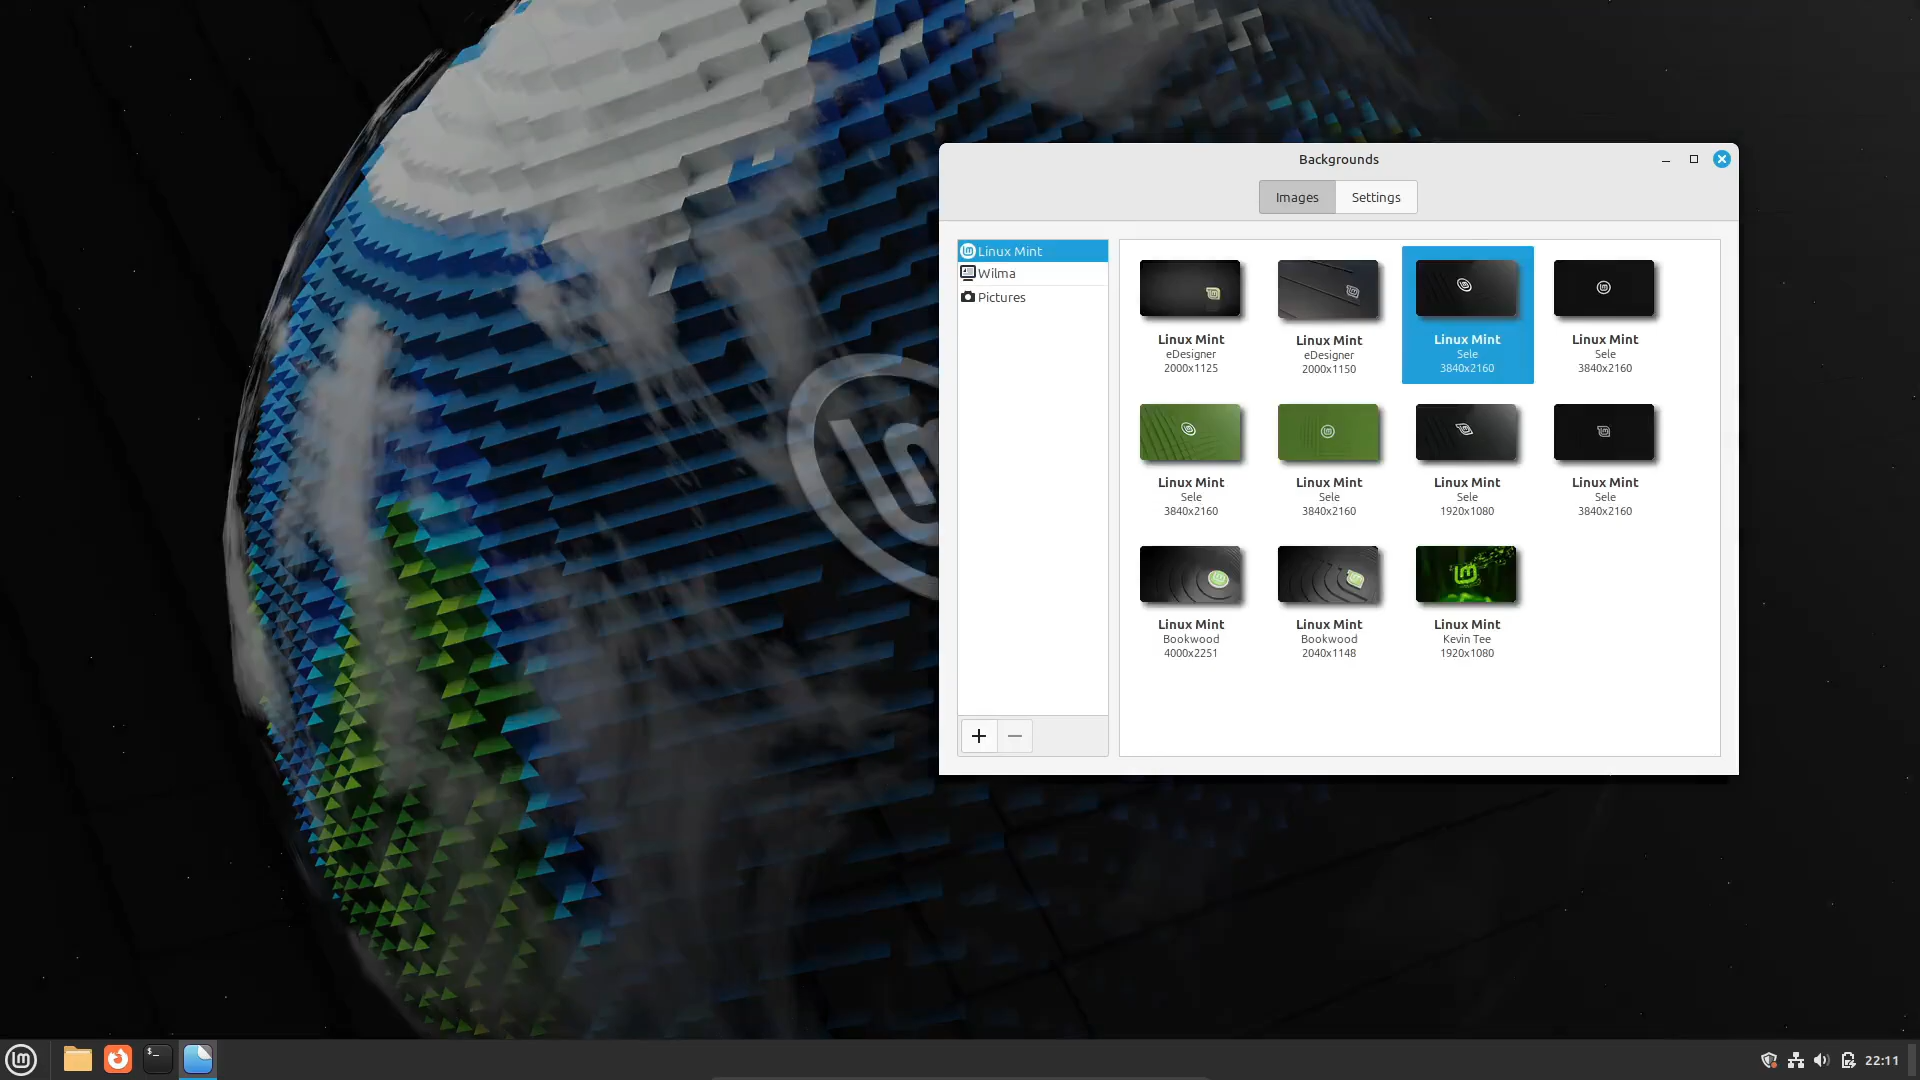 Backgrounds
Images
Settings
Linux Mint
Wilma
Pictures
Linux Mint
eDesigner
2000x1125
Linux Mint
eDesigner
2000x1150
Linux Mint
Sele
3840x2160
Linux Mint
Sele
3840x2160
Linux Mint
Sele
3840x2160
Linux Mint
Sele
3840x2160
Linux Mint
Sele
1920x1080
Linux Mint
Sele
3840x2160
Linux Mint
Bookwood
4000x2251
Linux Mint
Bookwood
2040x1148
Linux Mint
Kevin Tee
1920x1080
22:11